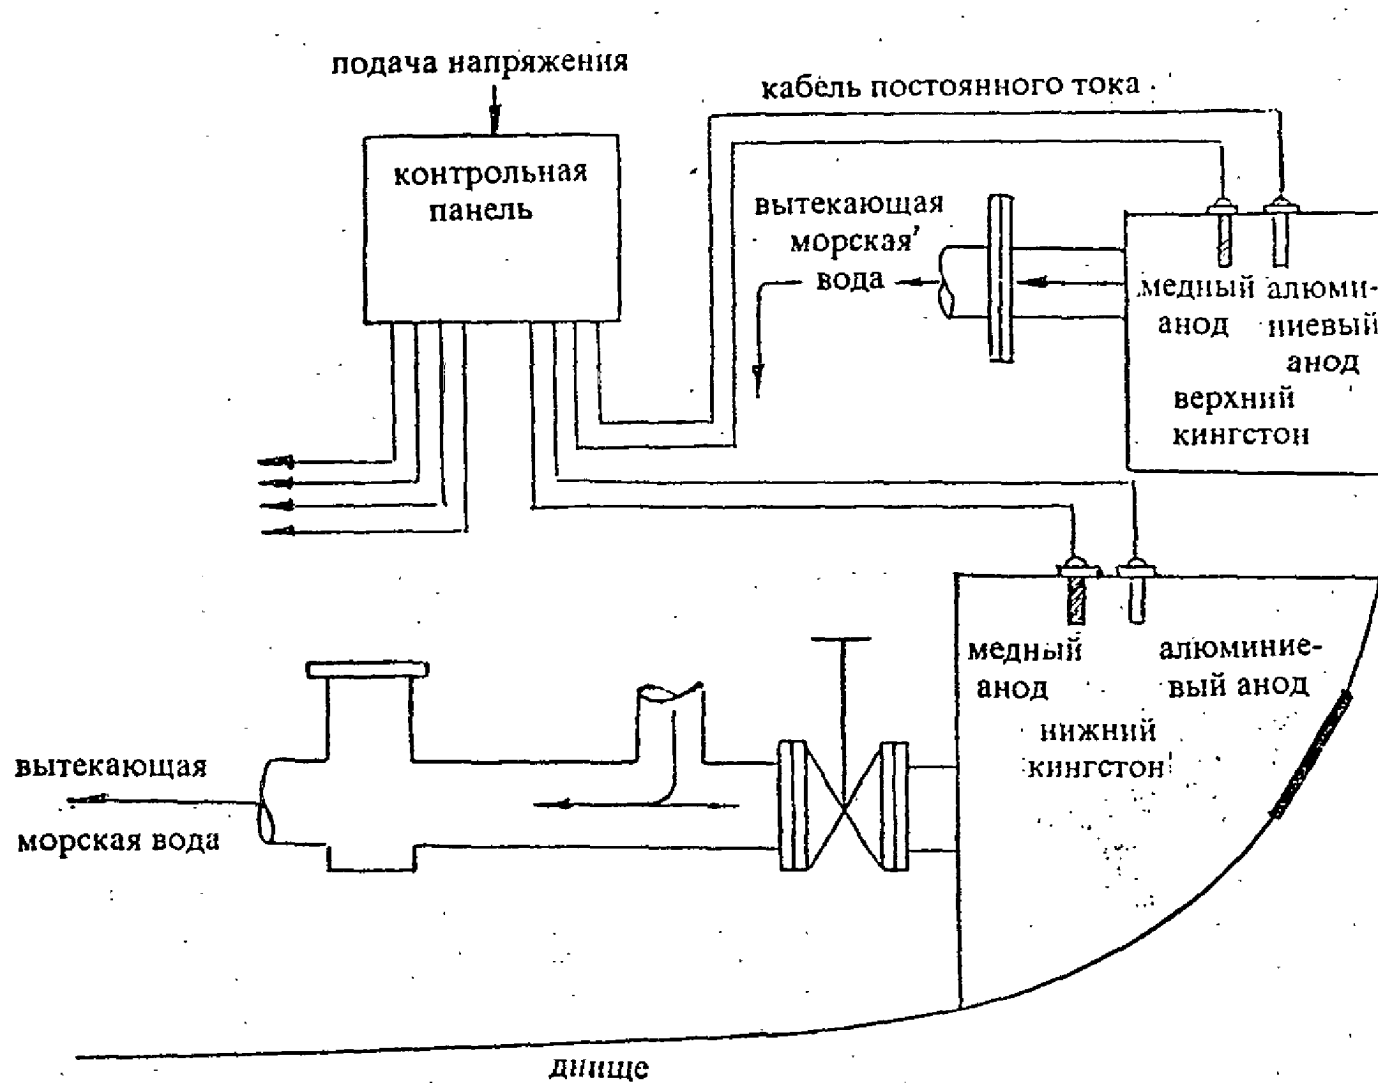 подача напряжения
кабель постоянного тока
контрольная
панель
вытекающая
морская
вода
медный
анод
алюми-
ниевый
анод
верхний
кингстон
медный
анод
алюминие-
вый анод
нижний
кингстон
вытекающая
морская вода
днище